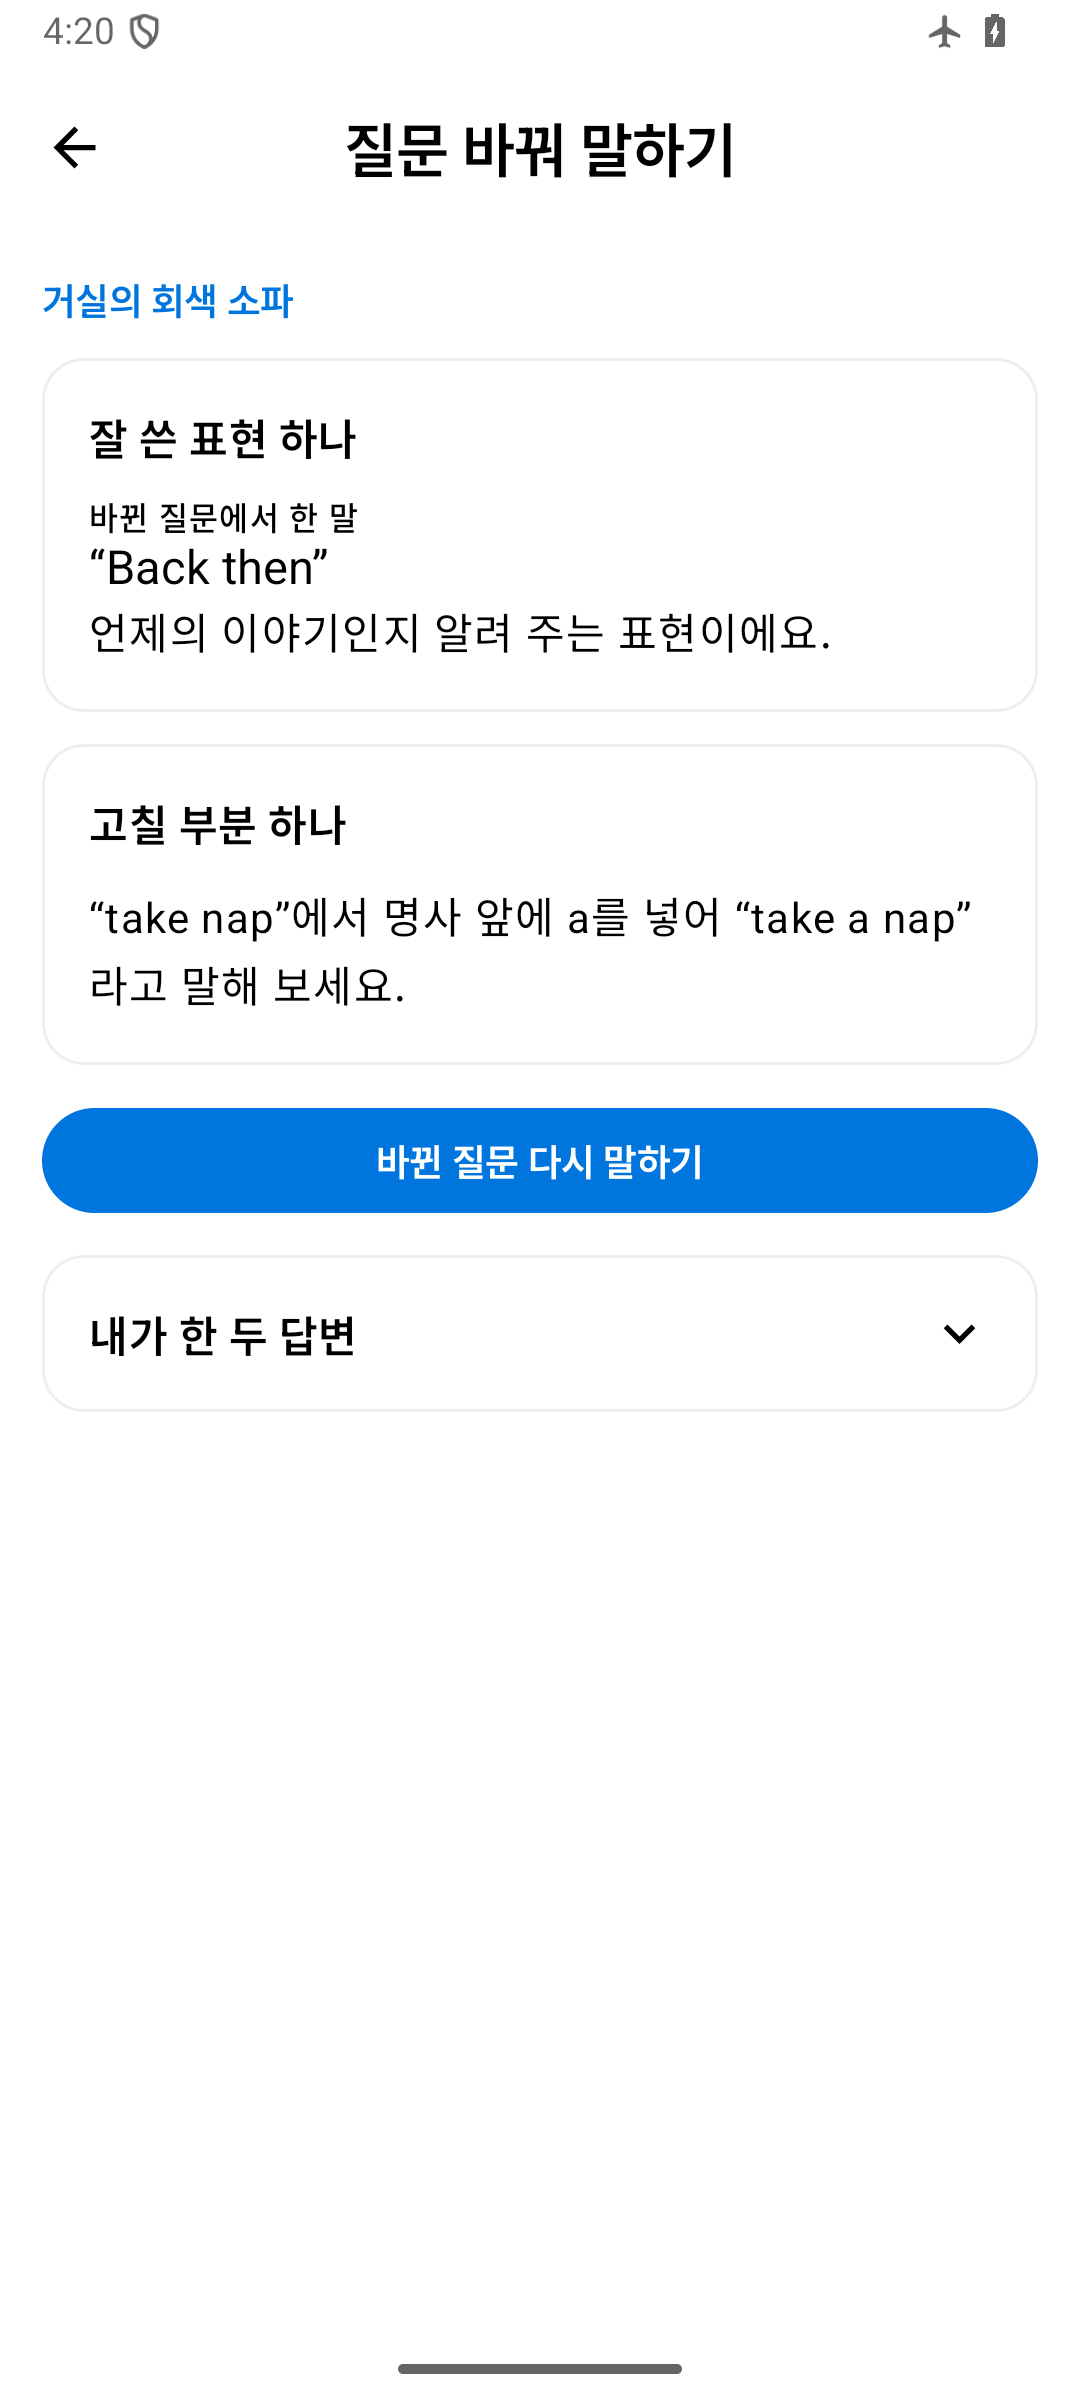 4:20
질문 바꿔 말하기
거실의 회색 소파
잘 쓴 표현 하나
바뀐 질문에서 한 말
“Back then”
언제의 이야기인지 알려 주는 표현이에요.
고칠 부분 하나
“take nap”에서 명사 앞에 a를 넣어 “take a nap”
라고 말해 보세요.
바뀐 질문 다시 말하기
내가 한 두 답변